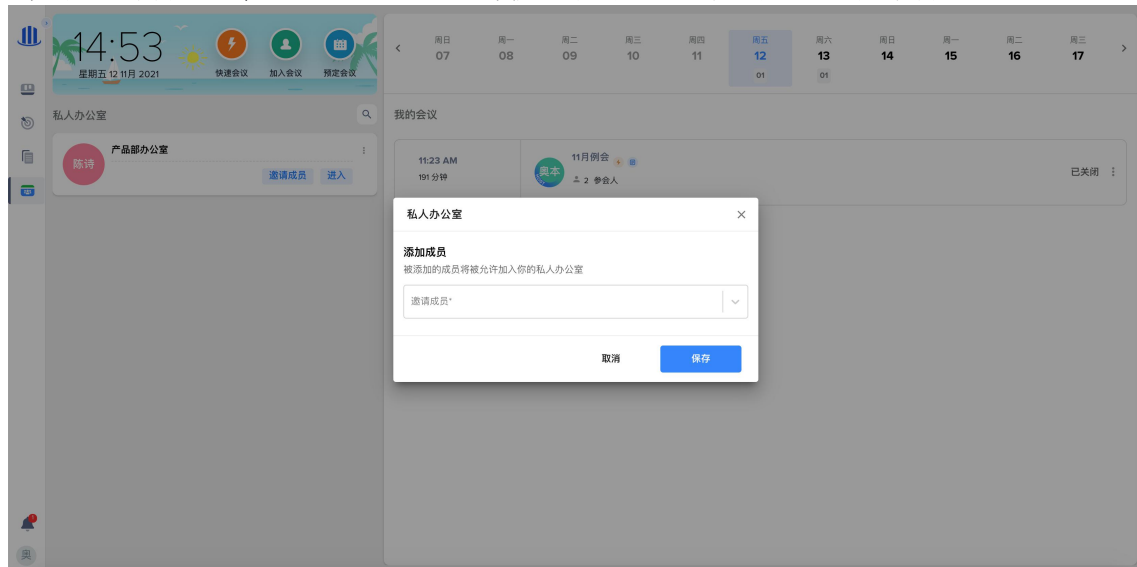 14:53
星期五 12 11月 2021
快速会议
加入会议
预定会议
周日 周一 周二 周三 周四 周五 周六 周日 周一 周二 周三
07 08 09 10 11 12 13 14 15 16 17
01 01
私人办公室
陈诗
产品部办公室
邀请成员 进入
我的会议
11:23 AM
191 分钟
奥本
11月例会
2 参会人
已关闭
私人办公室
添加成员
被添加的成员将被允许加入你的私人办公室
邀请成员*
取消 保存
奥